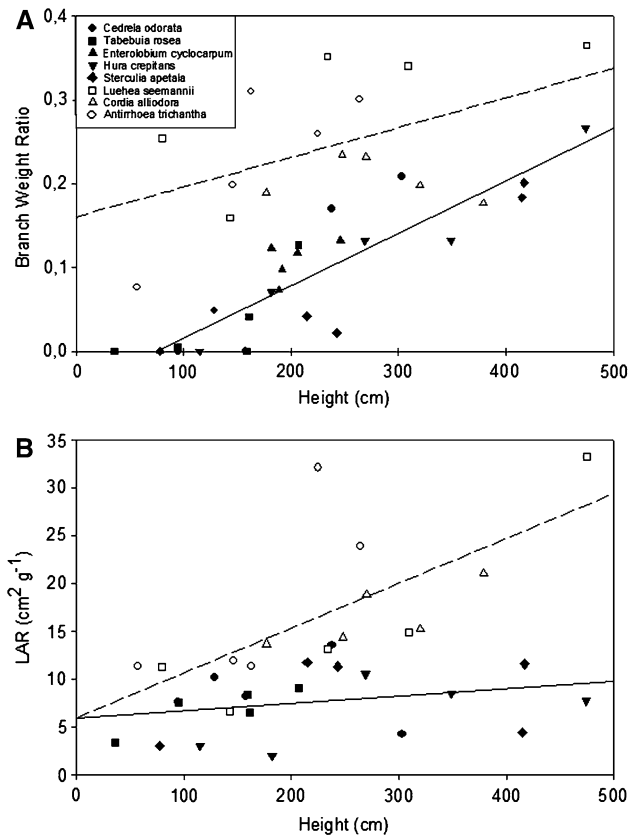 A
0,4
0,3
0,2
0,1
0,0
Branch Weight Ratio
Cedrela odorata
Tabebuia rosea
Enterolobium cyclocarpum
Hura crepitans
Sterculia apetala
Luehea seemannii
Cordia alliodora
Antirrhoea trichantha
0 100 200 300 400 500
Height (cm)
B
35
30
25
20
15
10
5
0
LAR (cm2 g-1)
0 100 200 300 400 500
Height (cm)